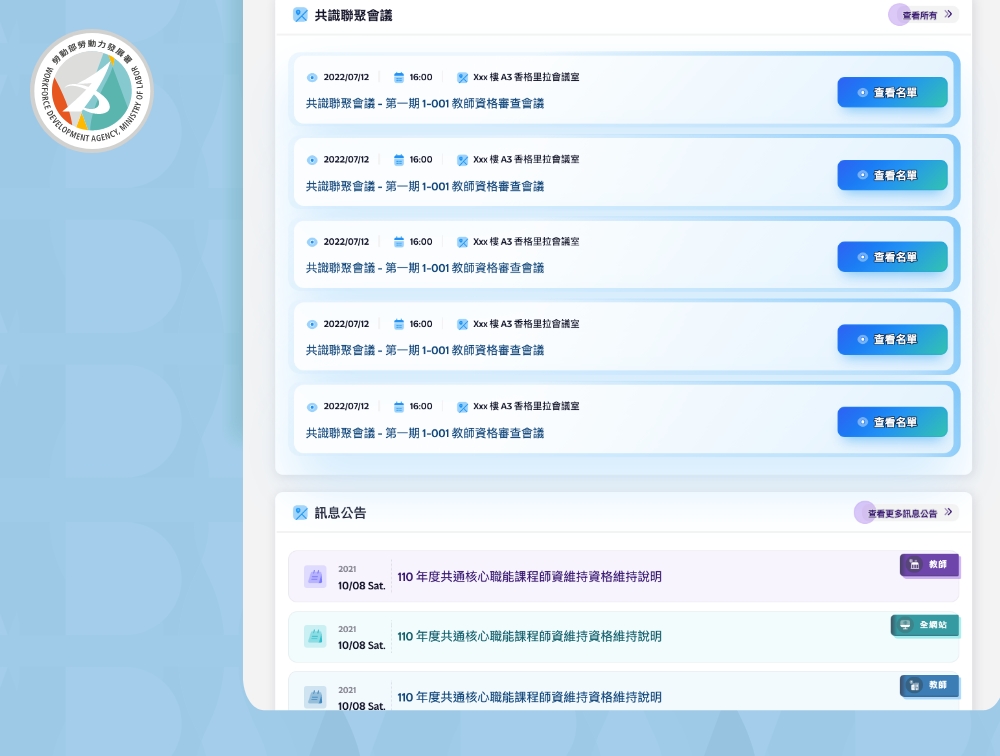 共識聯聚會議
查看所有
勞動部勞動力發展署
WORKFORCE DEVELOPMENT AGENCY, MINISTRY OF LABOR
2022/07/12 16:00 Xxx 樓 A3 香格里拉會議室
共識聯聚會議 - 第一期 1-001 教師資格審查會議
查看名單
2022/07/12 16:00 Xxx 樓 A3 香格里拉會議室
共識聯聚會議 - 第一期 1-001 教師資格審查會議
查看名單
2022/07/12 16:00 Xxx 樓 A3 香格里拉會議室
共識聯聚會議 - 第一期 1-001 教師資格審查會議
查看名單
2022/07/12 16:00 Xxx 樓 A3 香格里拉會議室
共識聯聚會議 - 第一期 1-001 教師資格審查會議
查看名單
2022/07/12 16:00 Xxx 樓 A3 香格里拉會議室
共識聯聚會議 - 第一期 1-001 教師資格審查會議
查看名單
訊息公告
查看更多訊息公告
2021
10/08 Sat.
110 年度共通核心職能課程師資維持資格維持說明
教師
2021
10/08 Sat.
110 年度共通核心職能課程師資維持資格維持說明
全網站
2021
10/08 Sat.
110 年度共通核心職能課程師資維持資格維持說明
教師